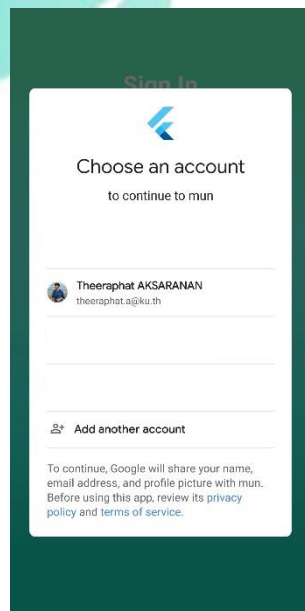 Sign In
Choose an account
to continue to mun
Theeraphat AKSARANAN
theeraphat.a@ku.th
Add another account
To continue, Google will share your name,
email address, and profile picture with mun.
Before using this app, review its privacy
policy and terms of service.